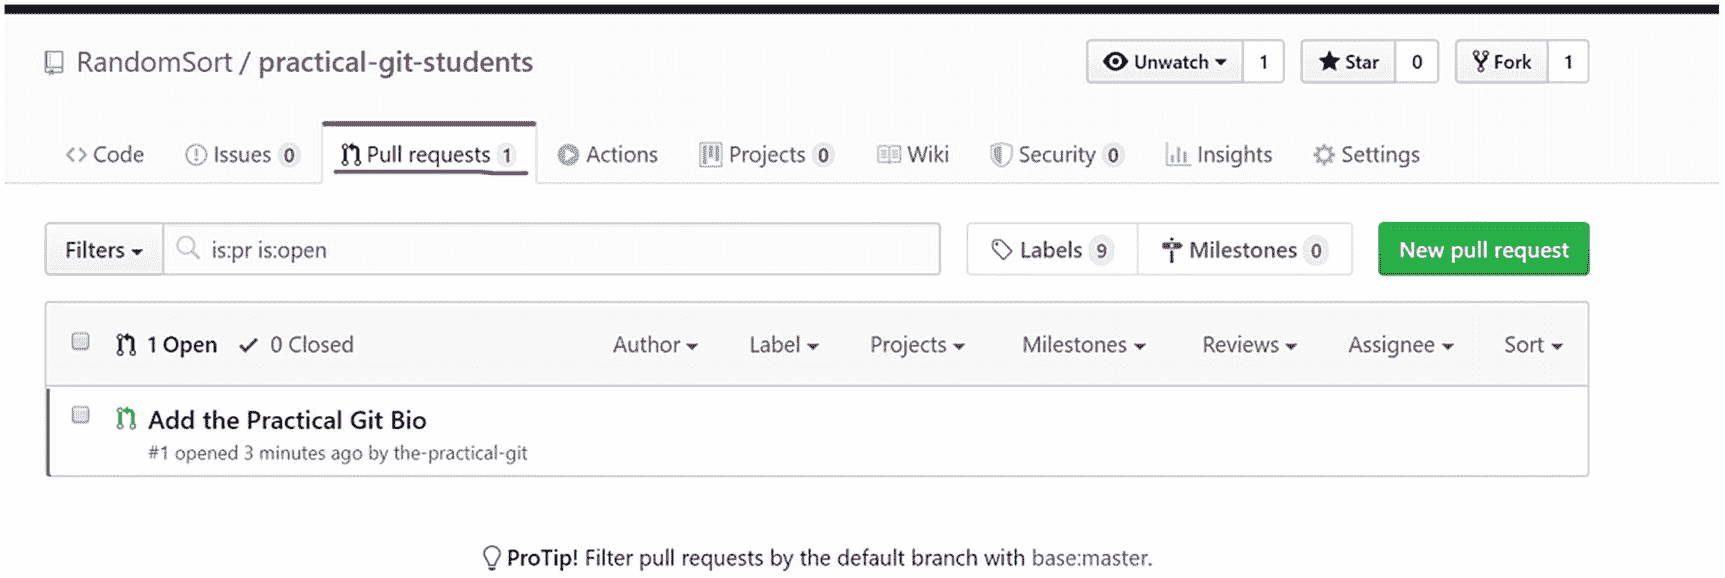 RandomSort / practical-git-students
Unwatch 1 Star 0 Fork 1
Code Issues 0 Pull requests 1 Actions Projects 0 Wiki Security 0 Insights Settings
Filters is:pr is:open Labels 9 Milestones 0 New pull request
1 Open 0 Closed Author Label Projects Milestones Reviews Assignee Sort
Add the Practical Git Bio
#1 opened 3 minutes ago by the-practical-git
ProTip! Filter pull requests by the default branch with base:master.